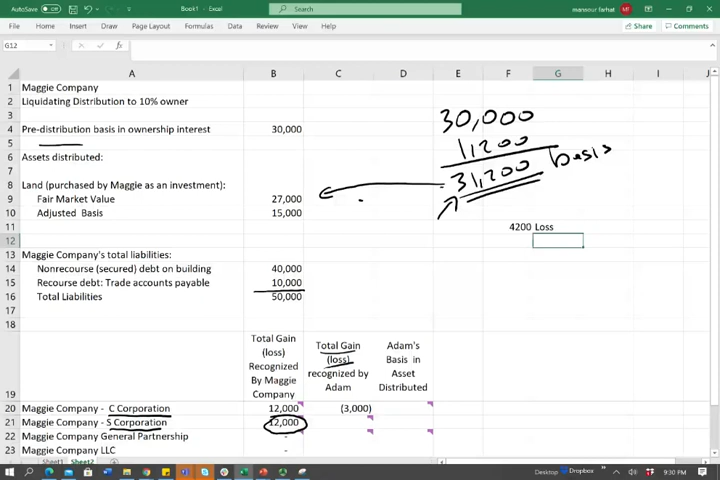 AutoSave Off Book1 - Excel Search mansour farhat MF
File Home Insert Page Layout Formulas Data Review View Help Share Comments
G12 fx
A B C D E F G H I J
1 Maggie Company
2 Liquidating Distribution to 10% owner
3
4 Pre-distribution basis in ownership interest 30,000
5
6 Assets distributed:
7
8 Land (purchased by Maggie as an investment):
9 Fair Market Value 27,000
10 Adjusted Basis 15,000
30,000
1,200
31,200 basis
11 4200 Loss
12
13 Maggie Company's total liabilities:
14 Nonrecourse (secured) debt on building 40,000
15 Recourse debt: Trade accounts payable 10,000
16 Total Liabilities 50,000
17
18
19
Total Gain (loss) Recognized By Maggie Company
Total Gain (loss) recognized by Adam
Adam's Basis in Asset Distributed
20 Maggie Company - C Corporation 12,000 (3,000)
21 Maggie Company - S Corporation 12,000
22 Maggie Company General Partnership -
23 Maggie Company LLC -
Sheet1 Sheet2
Desktop Dropbox 9:30 PM